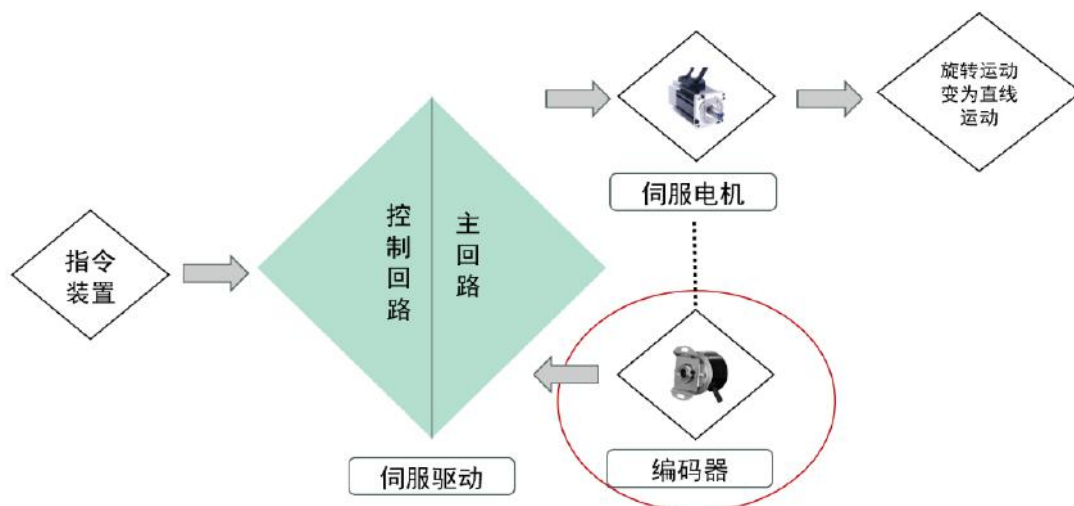 指令
装置
控制回路
主回路
伺服驱动
伺服电机
旋转运动
变为直线
运动
编码器